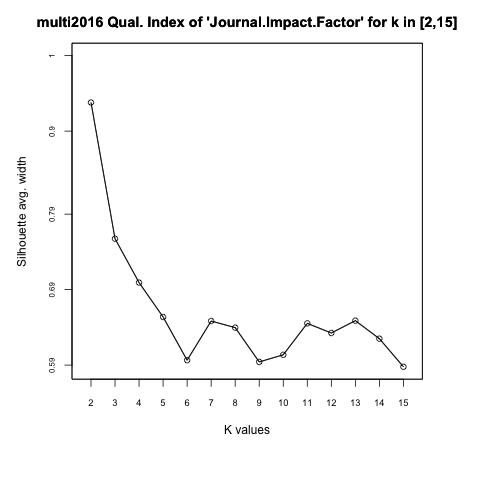 multi2016 Qual. Index of 'Journal.Impact.Factor' for k in [2,15]
1
0.9
0.79
0.69
0.59
Silhouette avg. width
2 3 4 5 6 7 8 9 10 11 12 13 14 15
K values